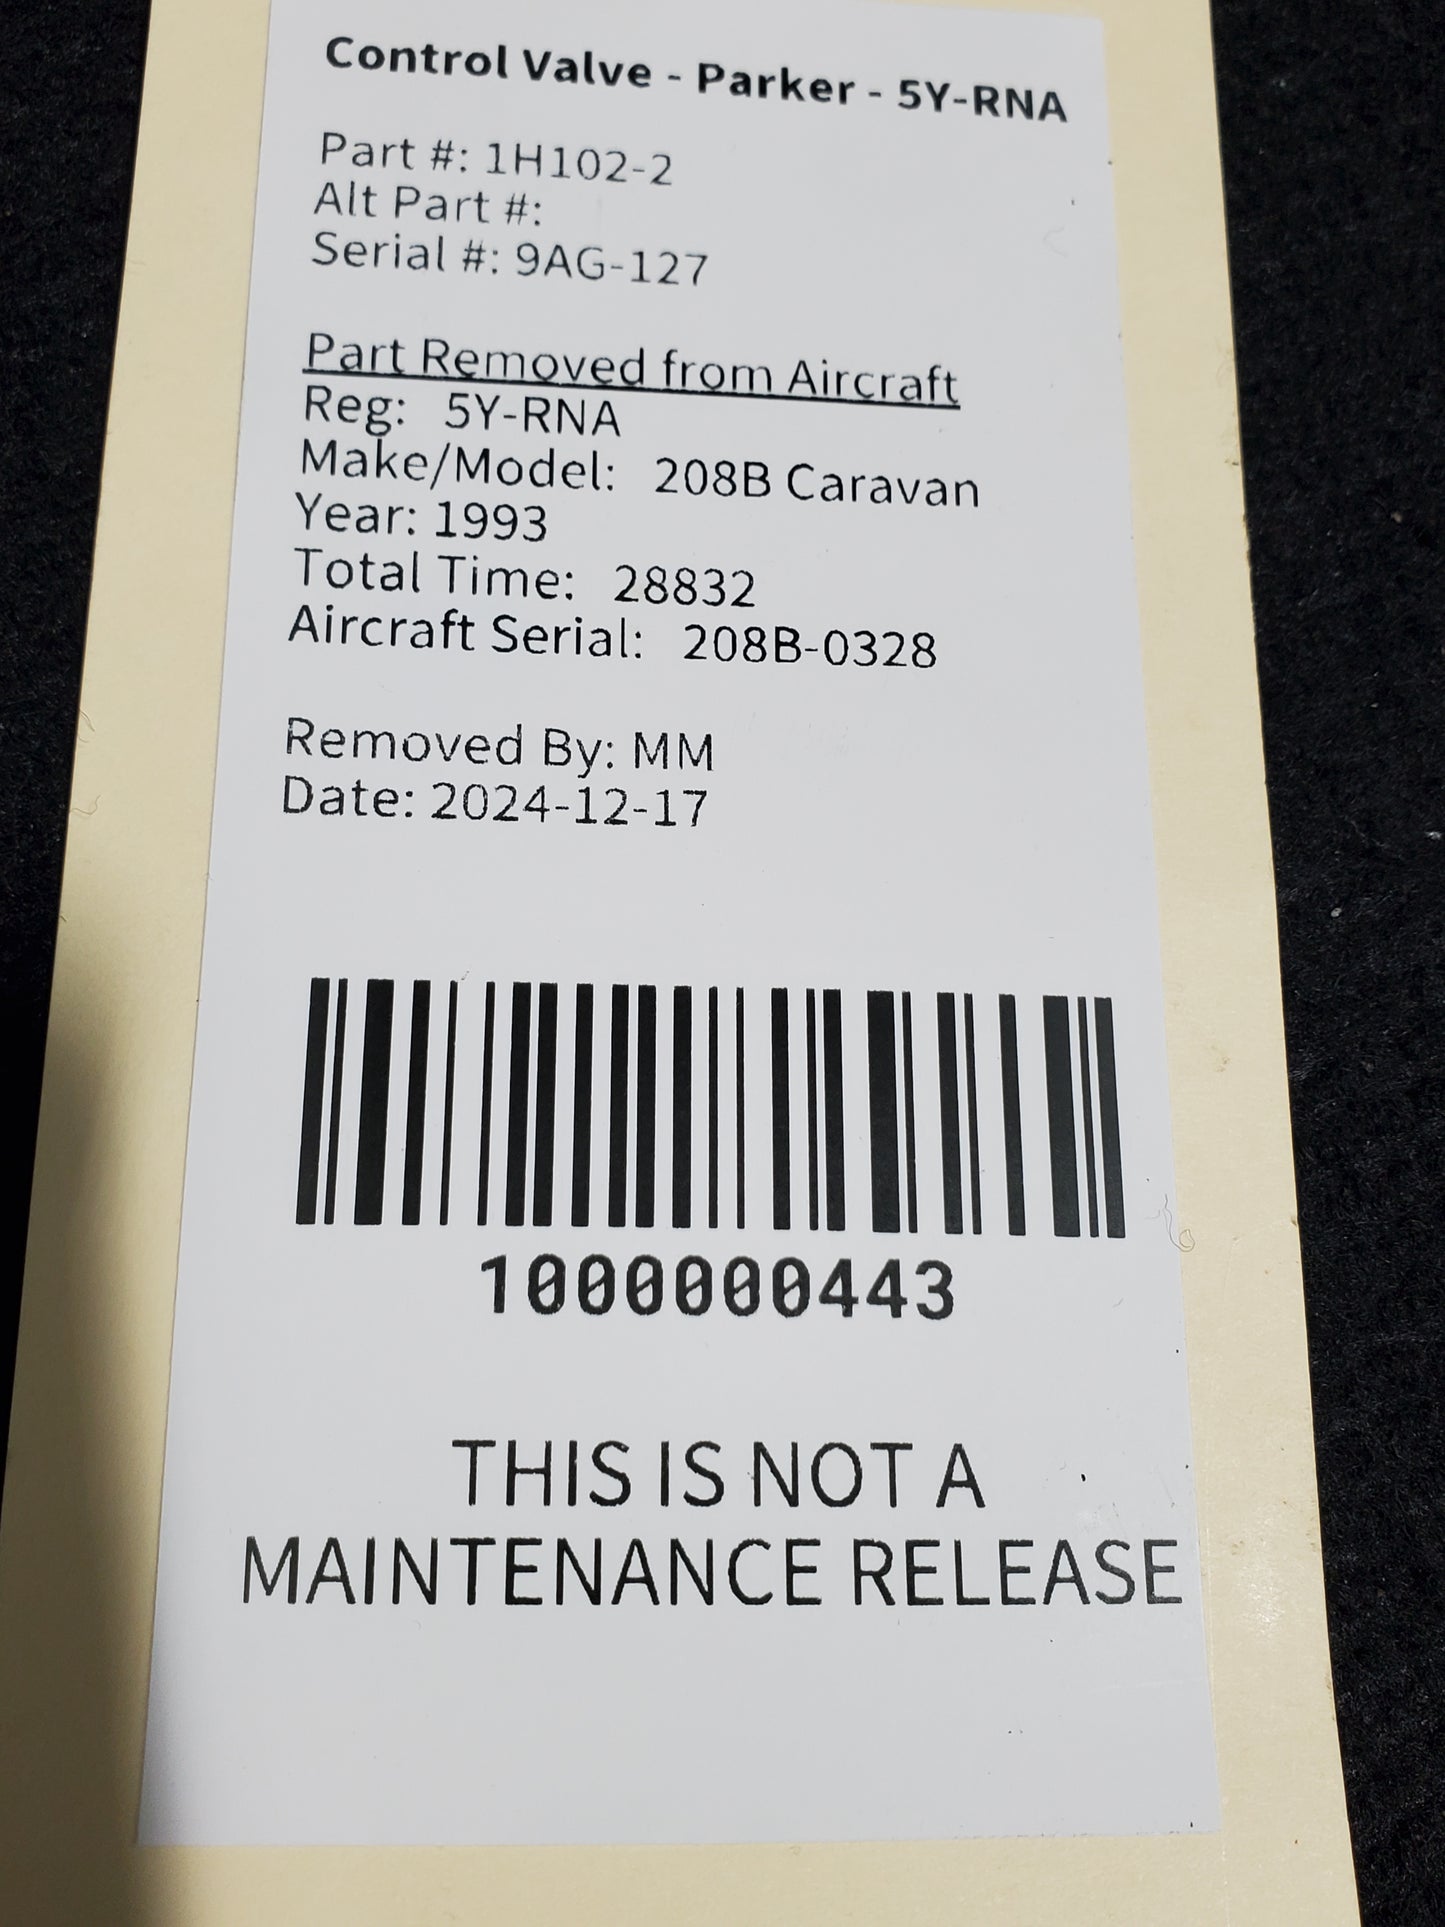 Control Valve - Parker - 5Y-RNA
Part #: 1H102-2
Alt Part #:
Serial #: 9AG-127
Part Removed from Aircraft
Reg: 5Y-RNA
Make/Model: 208B Caravan
Year: 1993
Total Time: 28832
Aircraft Serial: 208B-0328
Removed By: MM
Date: 2024-12-17
1000000443
THIS IS NOT A
MAINTENANCE RELEASE